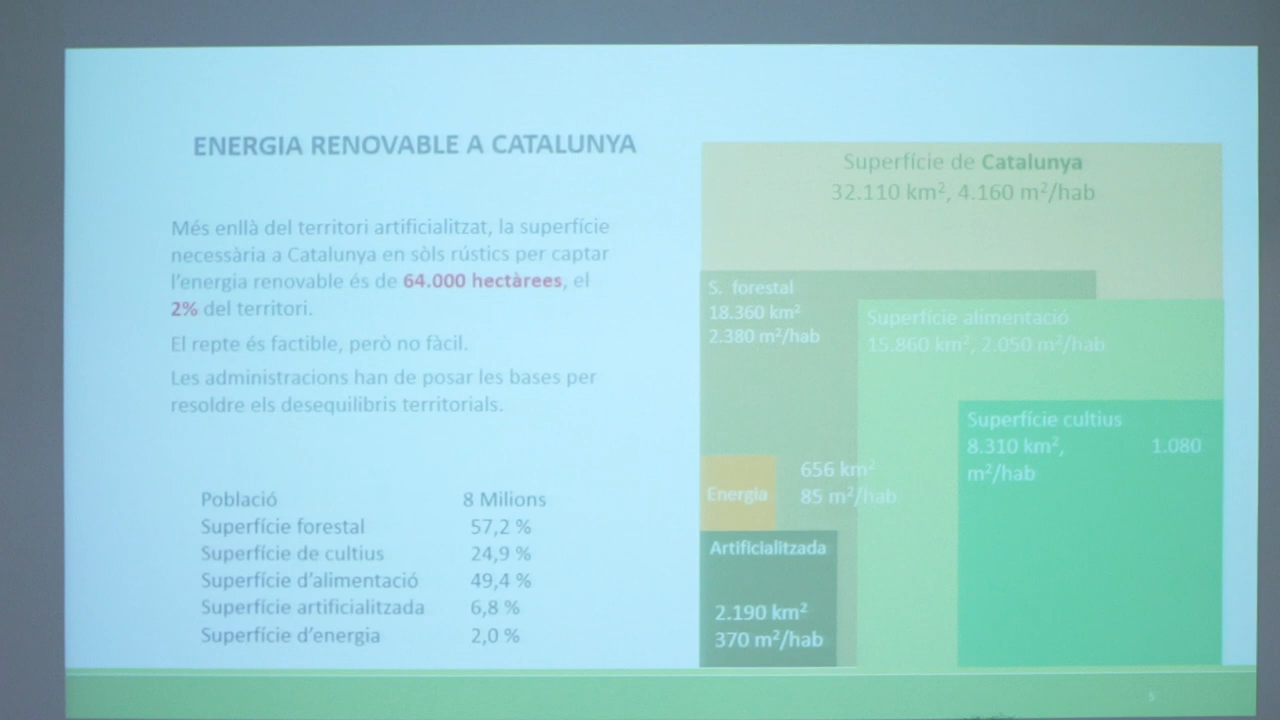 ENERGIA RENOVABLE A CATALUNYA
Més enllà del territori artificialitzat, la superfície
necessària a Catalunya en sòls rústics per captar
l'energia renovable és de 64.000 hectàrees, el
2% del territori.
El repte és factible, però no fàcil.
Les administracions han de posar les bases per
resoldre els desequilibris territorials.
Població 8 Milions
Superfície forestal 57,2 %
Superfície de cultius 24,9 %
Superfície d'alimentació 49,4 %
Superfície artificialitzada 6,8 %
Superfície d'energia 2,0 %
Superfície de Catalunya
32.110 km², 4.160 m²/hab
S. forestal
18.360 km²
2.380 m²/hab
Superfície alimentació
15.860 km², 2.050 m²/hab
Superfície cultius
8.310 km², 1.080
m²/hab
Energia
656 km²
85 m²/hab
Artificialitzada
2.190 km²
370 m²/hab
5